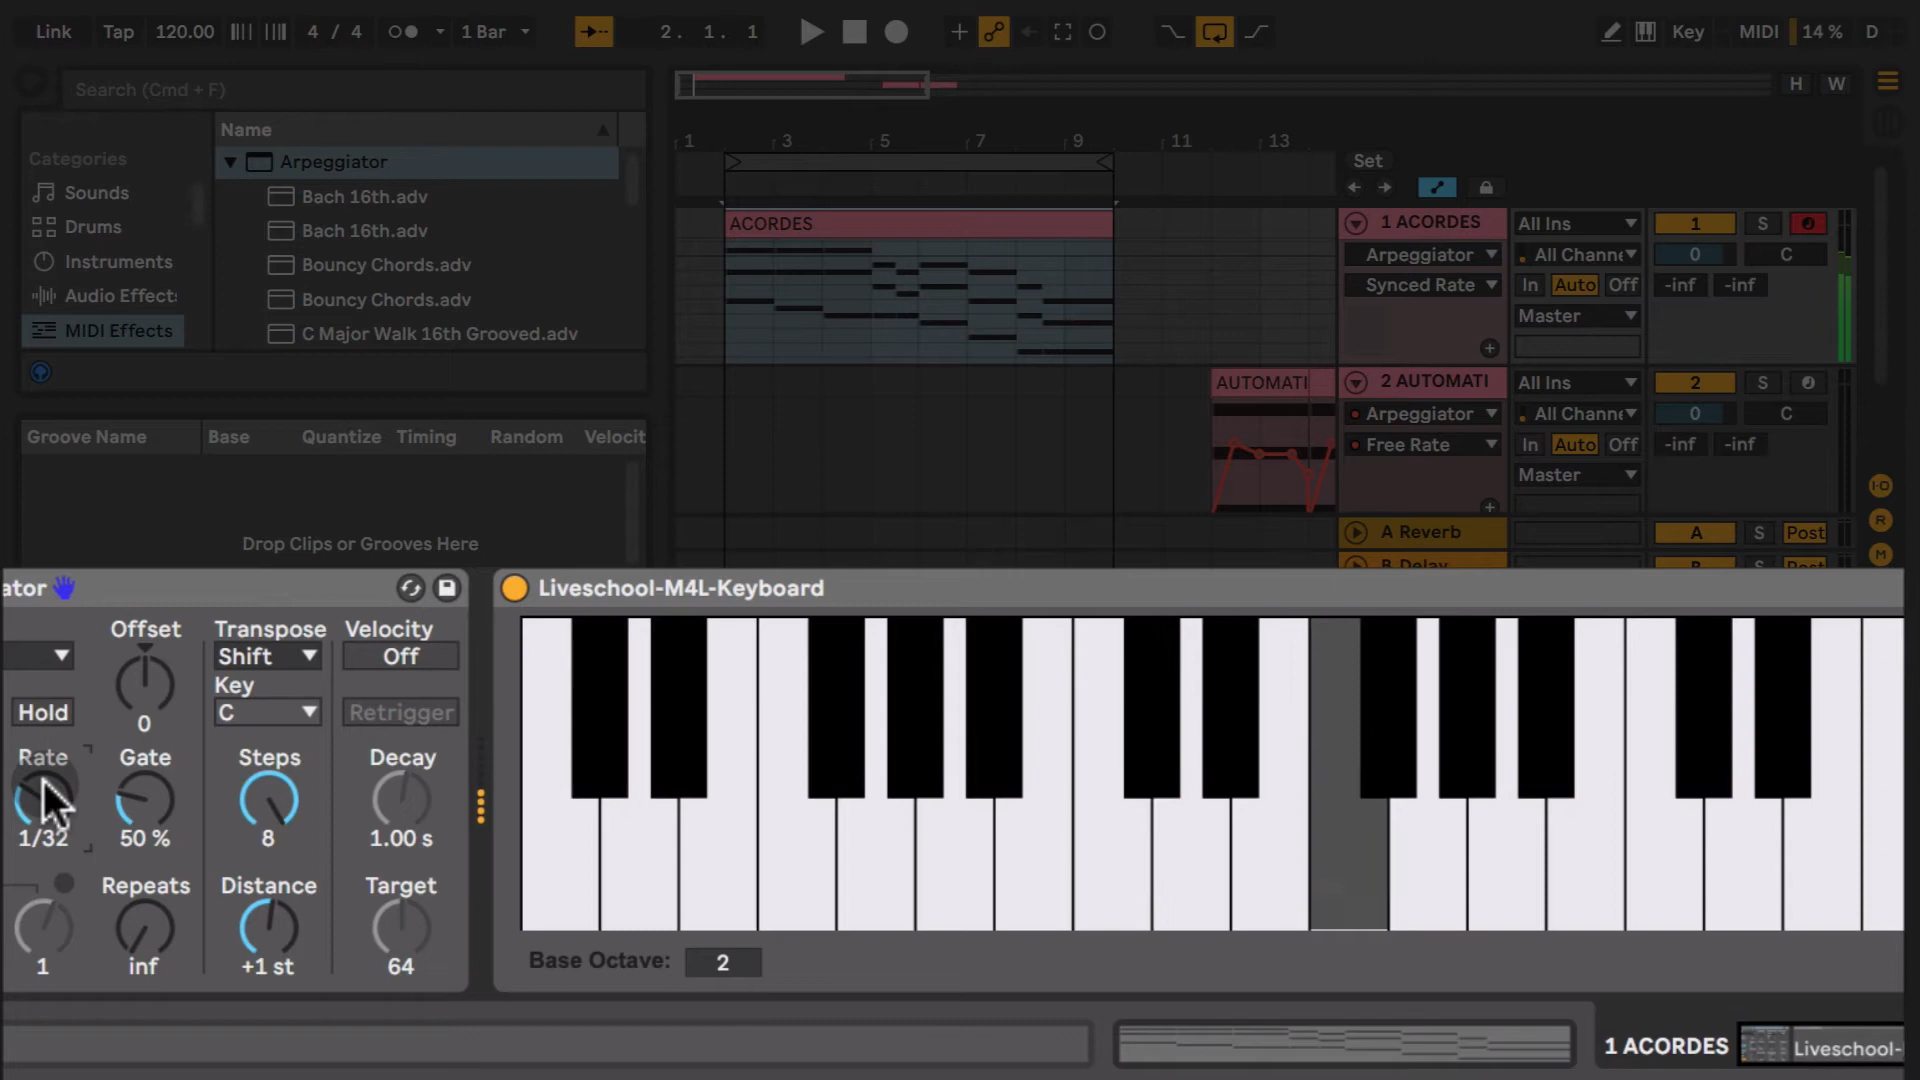 Link Tap 120.00 4 / 4 1 Bar 2. 1. 1 Key MIDI 14 % D
Search (Cmd + F)
H W
Categories
Sounds
Drums
Instruments
Audio Effect
MIDI Effects
Name
Arpeggiator
Bach 16th.adv
Bach 16th.adv
Bouncy Chords.adv
Bouncy Chords.adv
C Major Walk 16th Grooved.adv
1 3 5 7 9 11 13
Set
ACORDES
1 ACORDES All Ins 1 S
Arpeggiator All Channe 0 C
Synced Rate In Auto Off -inf -inf
Master
AUTOMATI
2 AUTOMATI All Ins 2 S
Arpeggiator All Channe 0 C
Free Rate In Auto Off -inf -inf
Master
A Reverb A S Post
B Delay B S Post
I·O
R
M
Groove Name Base Quantize Timing Random Velocit
Drop Clips or Grooves Here
ator
Offset
0
Hold
Rate
1/32
Gate
50 %
1
Repeats
inf
Transpose
Shift
Key
C
Steps
8
Distance
+1 st
Velocity
Off
Retrigger
Decay
1.00 s
Target
64
Liveschool-M4L-Keyboard
Base Octave: 2
1 ACORDES Liveschool-